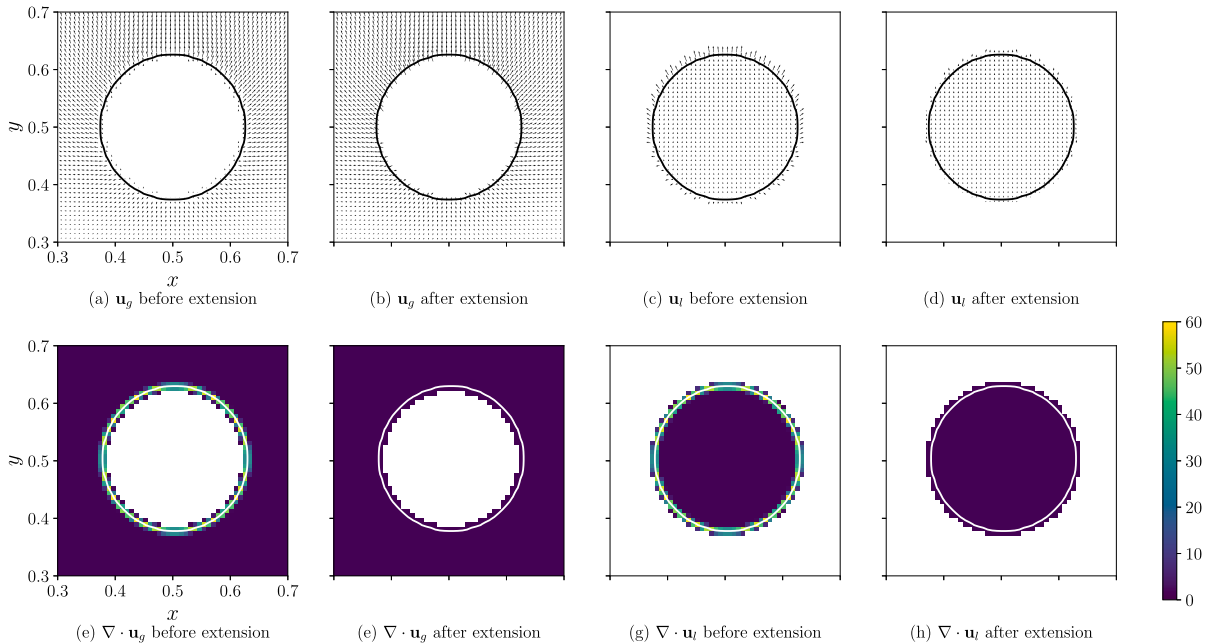 0.7
0.6
0.5
0.4
0.3
y
0.3 0.4 0.5 0.6 0.7
x
(a) u_g before extension
(b) u_g after extension
(c) u_l before extension
(d) u_l after extension
0.7
0.6
0.5
0.4
0.3
y
0.3 0.4 0.5 0.6 0.7
x
60
50
40
30
20
10
0
(e) ∇ · u_g before extension
(e) ∇ · u_g after extension
(g) ∇ · u_l before extension
(h) ∇ · u_l after extension